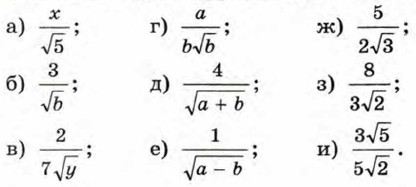 а) x/√5; г) a/(b√b); ж) 5/(2√3);
б) 3/√b; д) 4/√(a + b); з) 8/(3√2);
в) 2/(7√y); е) 1/√(a − b); и) 3√5/(5√2).